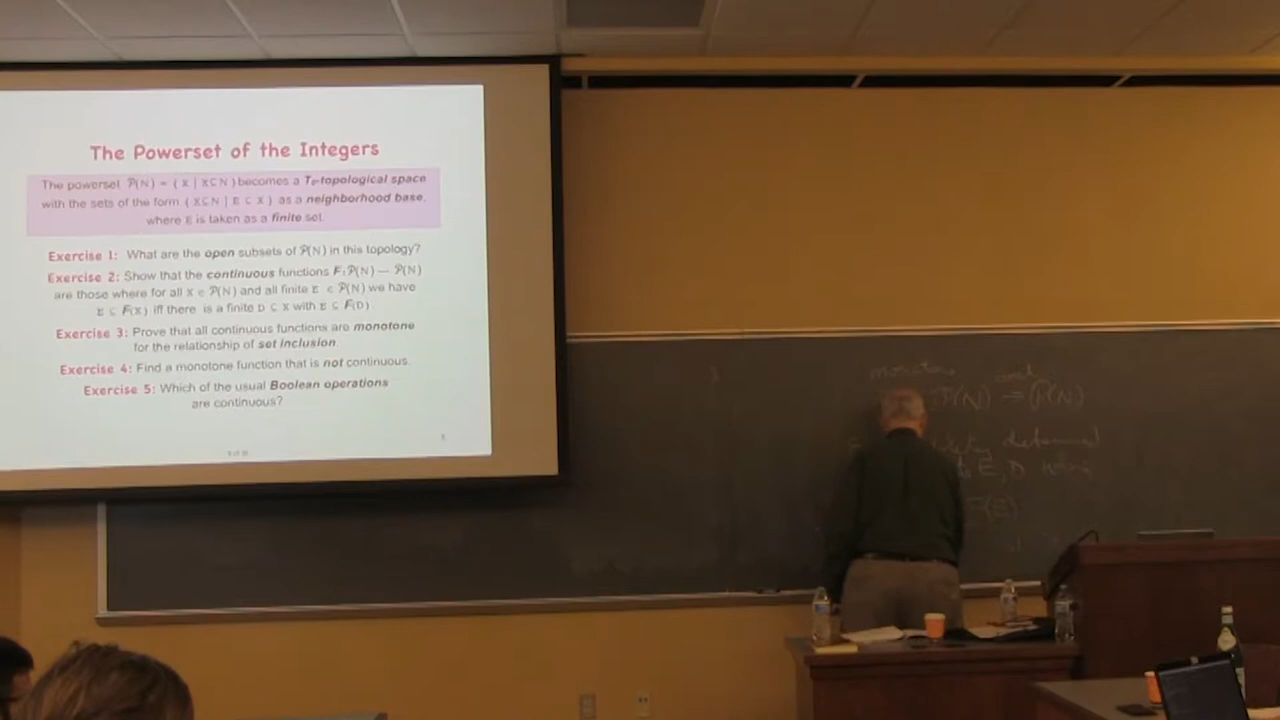 The Powerset of the Integers
The powerset 𝒫(N) = { X | X ⊆ N } becomes a T₀-topological space
with the sets of the form { X ⊆ N | E ⊆ X } as a neighborhood base,
where E is taken as a finite set.
Exercise 1: What are the open subsets of 𝒫(N) in this topology?
Exercise 2: Show that the continuous functions F: 𝒫(N) → 𝒫(N)
are those where for all X ∈ 𝒫(N) and all finite E ∈ 𝒫(N) we have
E ⊆ F(X) iff there is a finite D ⊆ X with E ⊆ F(D).
Exercise 3: Prove that all continuous functions are monotone
for the relationship of set inclusion.
Exercise 4: Find a monotone function that is not continuous.
Exercise 5: Which of the usual Boolean operations
are continuous?
P(N) → P(N)
E, D